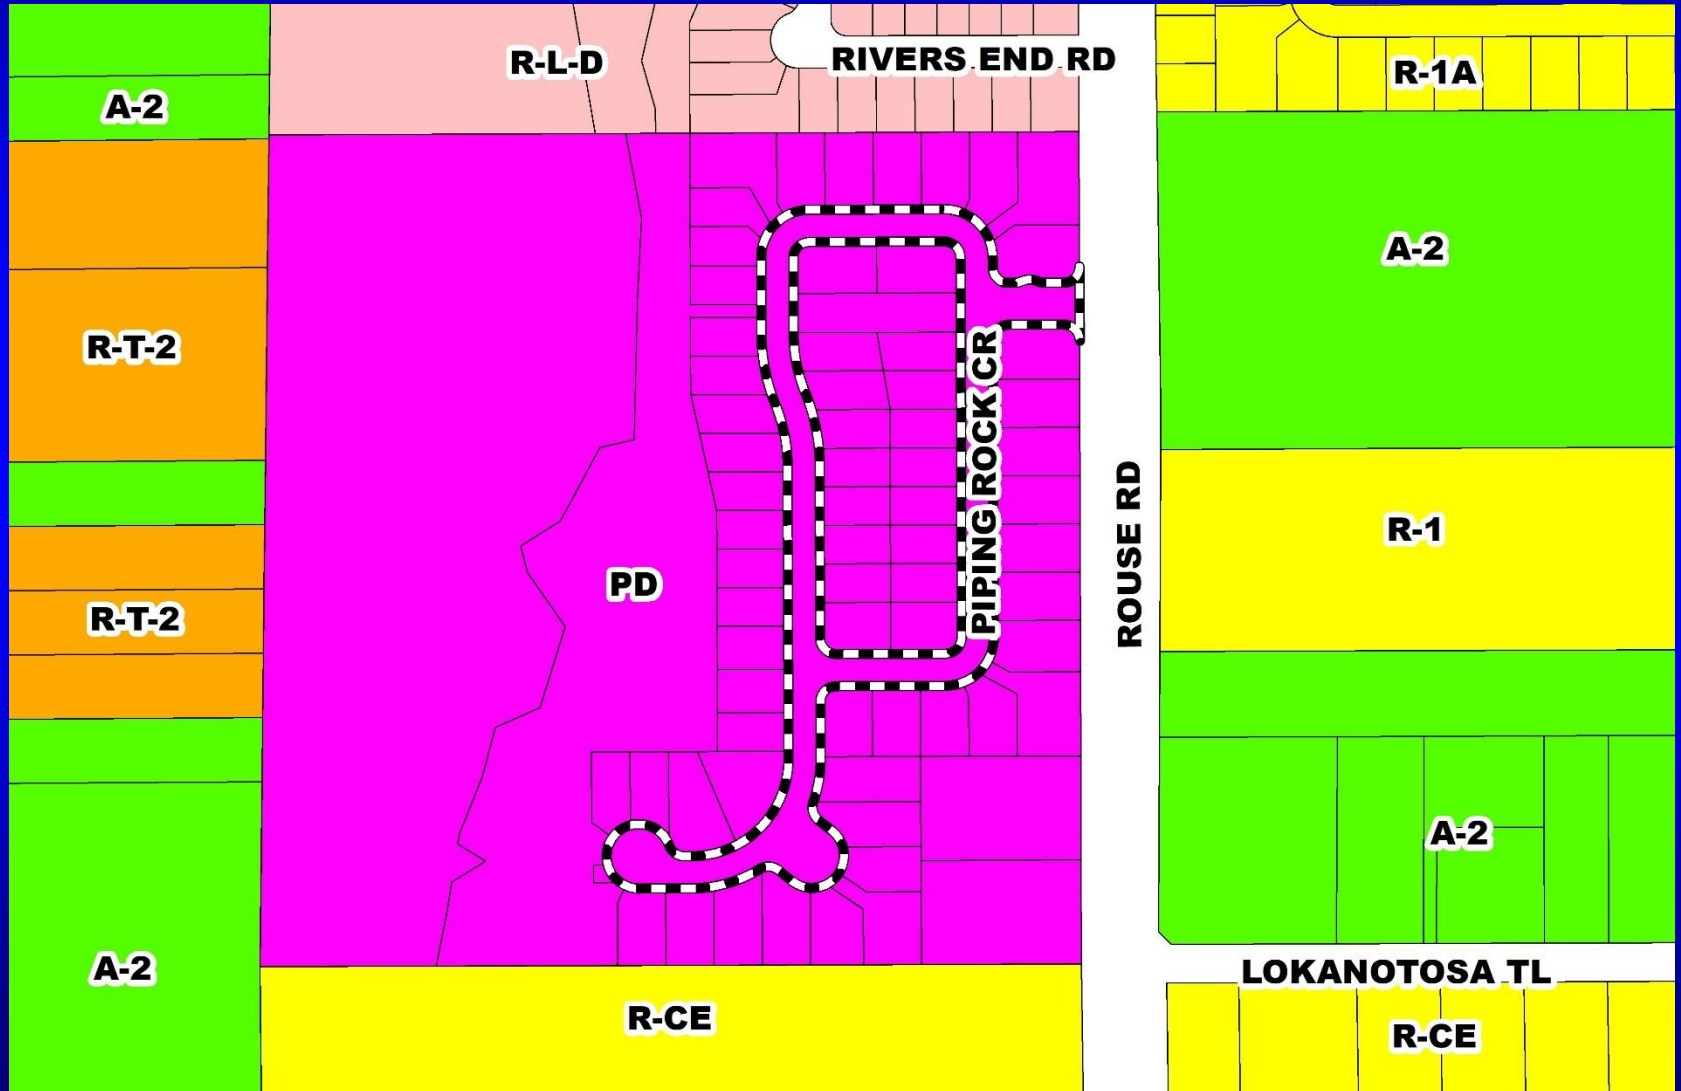 R-L-D
RIVERS END RD
R-1A
A-2
A-2
R-T-2
PIPING ROCK CR
ROUSE RD
R-1
PD
R-T-2
A-2
A-2
LOKANOTOSA TL
R-CE
R-CE